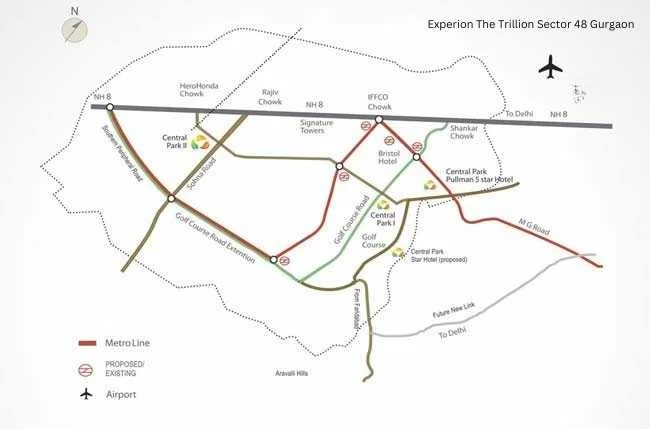 Experion The Trillion Sector 48 Gurgaon
N
NH 8
HeroHonda
Chowk
Rajiv
Chowk
NH 8
IFFCO
Chowk
To Delhi
NH 8
Signature
Towers
Shankar
Chowk
Bristol
Hotel
Central
Park II
Southern Peripheral Road
Sohna Road
Central Park
Pullman 5 star Hotel
Golf Course Road
Central
Park I
Golf Course Road Extention
Golf
Course
M G Road
Central Park
Star Hotel (proposed)
From Faridabad
Future New Link
To Delhi
Metro Line
PROPOSED/
EXISTING
Airport
Aravalli Hills